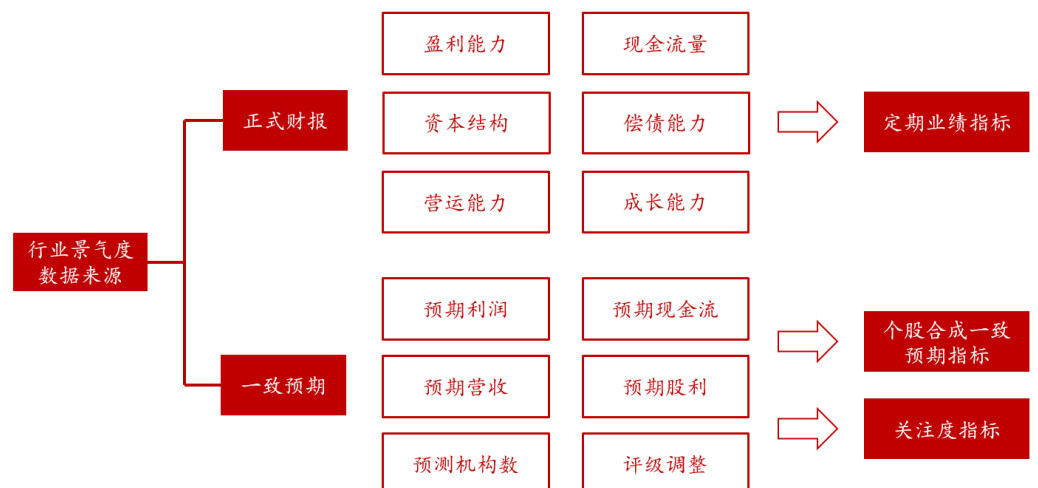 行业景气度
数据来源
正式财报
盈利能力
现金流量
资本结构
偿债能力
营运能力
成长能力
定期业绩指标
一致预期
预期利润
预期现金流
预期营收
预期股利
预测机构数
评级调整
个股合成一致
预期指标
关注度指标